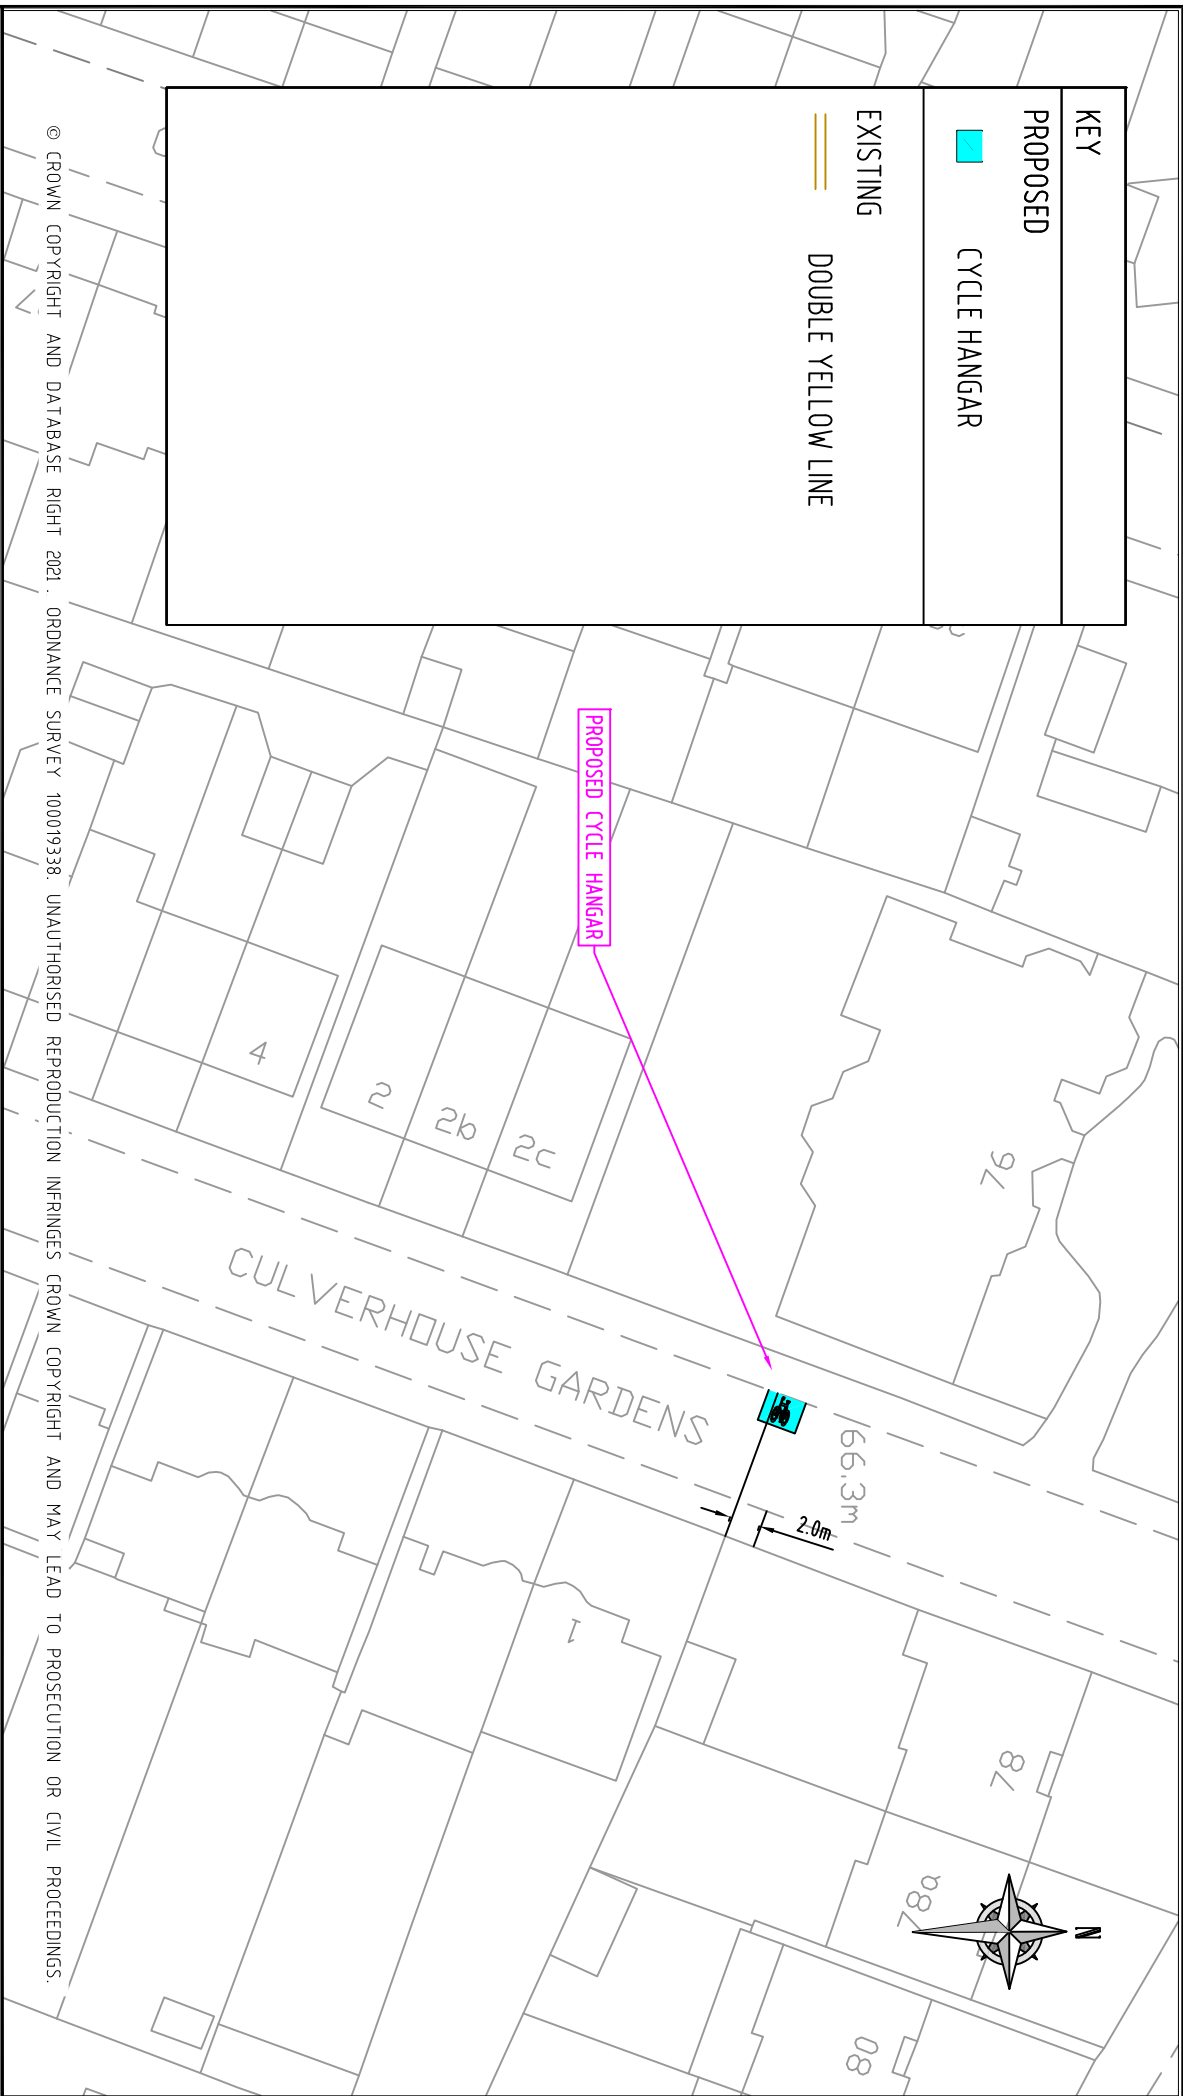 KEY
PROPOSED
CYCLE HANGAR
EXISTING
DOUBLE YELLOW LINE
PROPOSED CYCLE HANGAR
N
76
78
78a
80
66.3m
2.0m
CULVERHOUSE GARDENS
2c
2b
2
4
1
7
© CROWN COPYRIGHT AND DATABASE RIGHT 2021. ORDNANCE SURVEY 100019338. UNAUTHORISED REPRODUCTION INFRINGES CROWN COPYRIGHT AND MAY LEAD TO PROSECUTION OR CIVIL PROCEEDINGS.